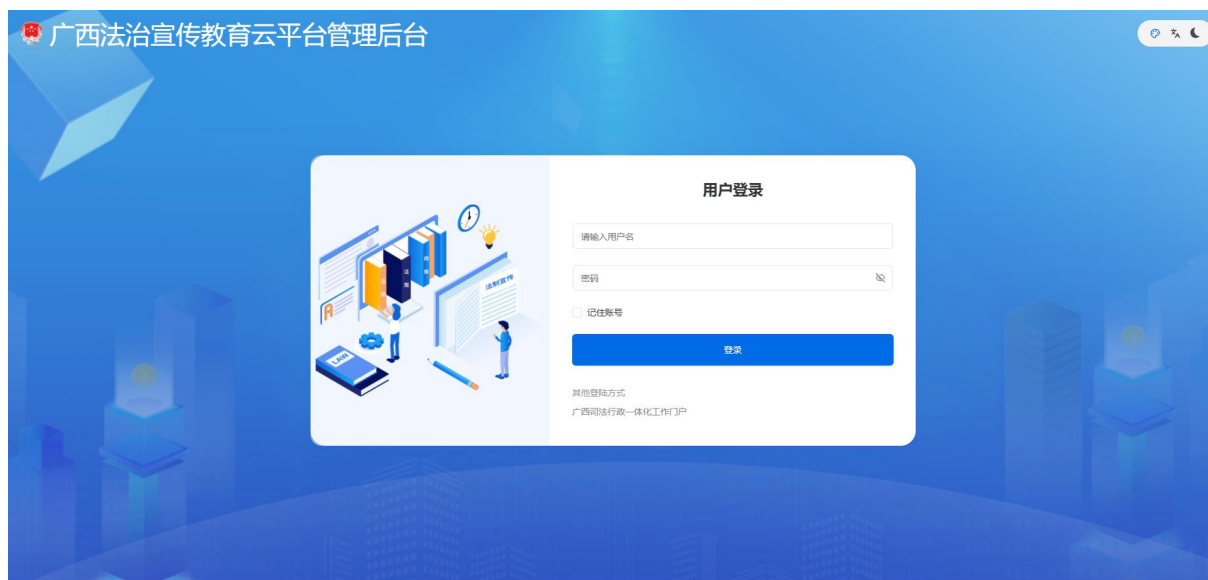 广西法治宣传教育云平台管理后台
用户登录
请输入用户名
密码
记住账号
登录
其他登陆方式
广西司法行政一体化工作门户
法制宣传
LAW